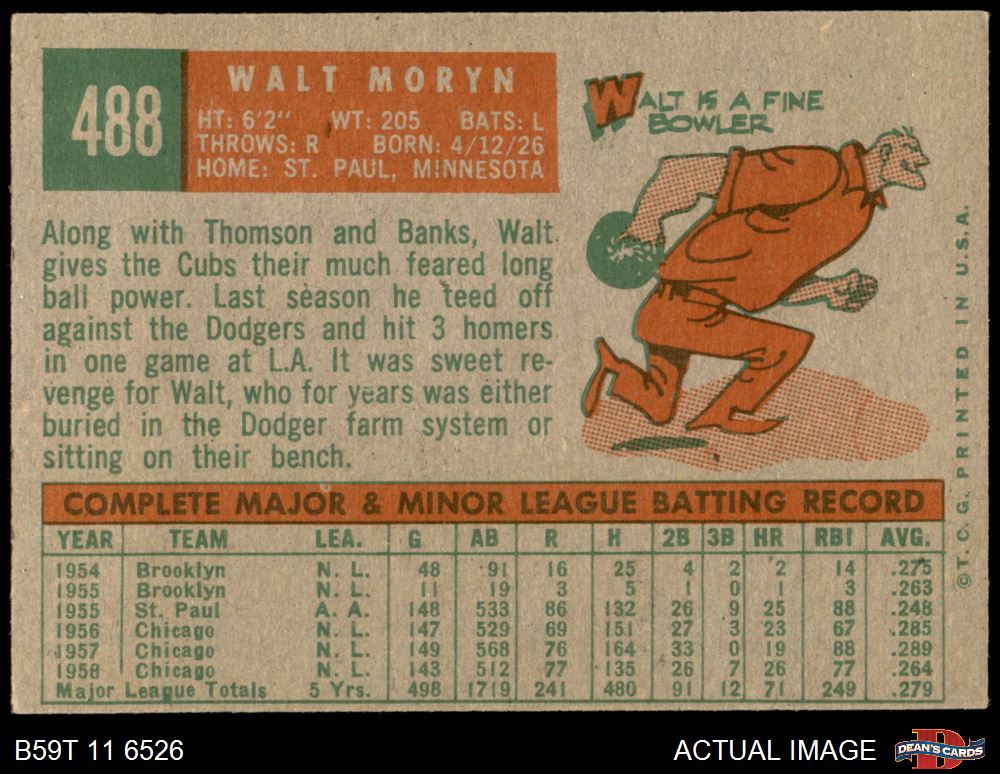 488
WALT MORYN
HT: 6'2" WT: 205 BATS: L
THROWS: R BORN: 4/12/26
HOME: ST. PAUL, MINNESOTA
WALT IS A FINE
BOWLER
Along with Thomson and Banks, Walt
gives the Cubs their much feared long
ball power. Last season he teed off
against the Dodgers and hit 3 homers
in one game at L.A. It was sweet re-
venge for Walt, who for years was either
buried in the Dodger farm system or
sitting on their bench.
COMPLETE MAJOR & MINOR LEAGUE BATTING RECORD
YEAR TEAM LEA. G AB R H 2B 3B HR RBI AVG.
1954 Brooklyn N. L. 48 91 16 25 4 2 2 14 .275
1955 Brooklyn N. L. 11 19 3 5 1 0 1 3 .263
1955 St. Paul A. A. 148 533 86 132 26 9 25 88 .248
1956 Chicago N. L. 147 529 69 151 27 3 23 67 .285
1957 Chicago N. L. 149 568 76 164 33 0 19 88 .289
1958 Chicago N. L. 143 512 77 135 26 7 26 77 .264
Major League Totals 5 Yrs. 498 1719 241 480 91 12 71 249 .279
©T. C. G. PRINTED IN U.S.A.
B59T 11 6526
ACTUAL IMAGE
DEAN'S CARDS